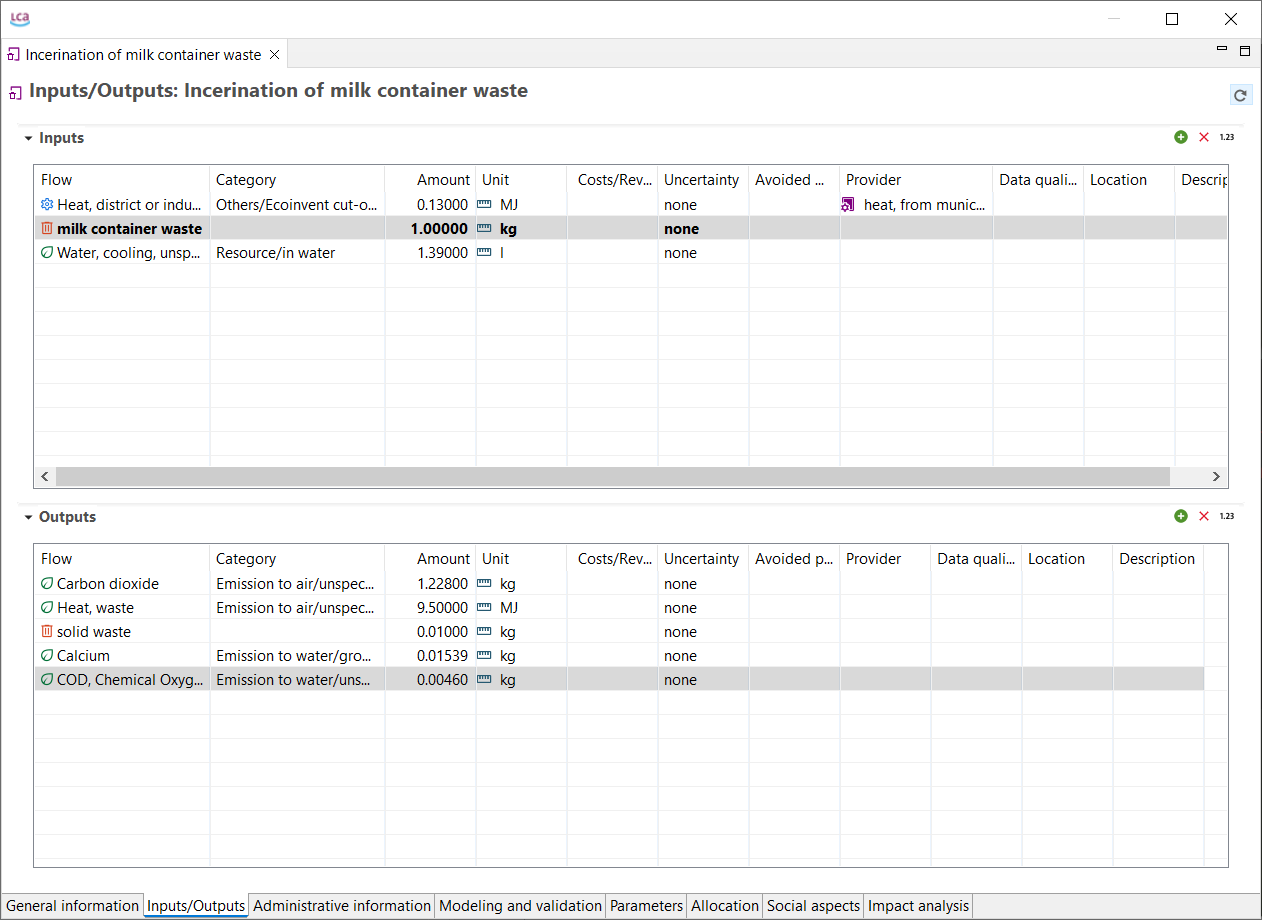 LCA
Incerination of milk container waste
Inputs/Outputs: Incerination of milk container waste
Inputs 1.23
Flow Category Amount Unit Costs/Rev... Uncertainty Avoided ... Provider Data quali... Location Descrip
Heat, district or indu... Others/Ecoinvent cut-o... 0.13000 MJ none heat, from munic...
milk container waste 1.00000 kg none
Water, cooling, unsp... Resource/in water 1.39000 l none
Outputs 1.23
Flow Category Amount Unit Costs/Rev... Uncertainty Avoided p... Provider Data quali... Location Description
Carbon dioxide Emission to air/unspec... 1.22800 kg none
Heat, waste Emission to air/unspec... 9.50000 MJ none
solid waste 0.01000 kg none
Calcium Emission to water/gro... 0.01539 kg none
COD, Chemical Oxyg... Emission to water/uns... 0.00460 kg none
General information Inputs/Outputs Administrative information Modeling and validation Parameters Allocation Social aspects Impact analysis